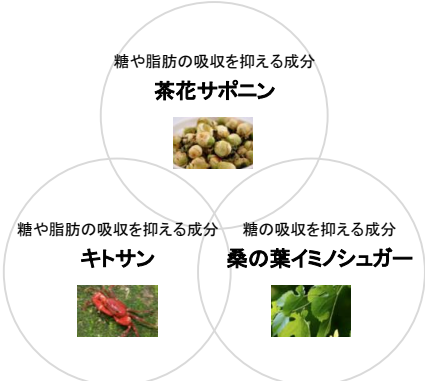 糖や脂肪の吸収を抑える成分
茶花サポニン
糖や脂肪の吸収を抑える成分
キトサン
糖の吸収を抑える成分
桑の葉イミノシュガー